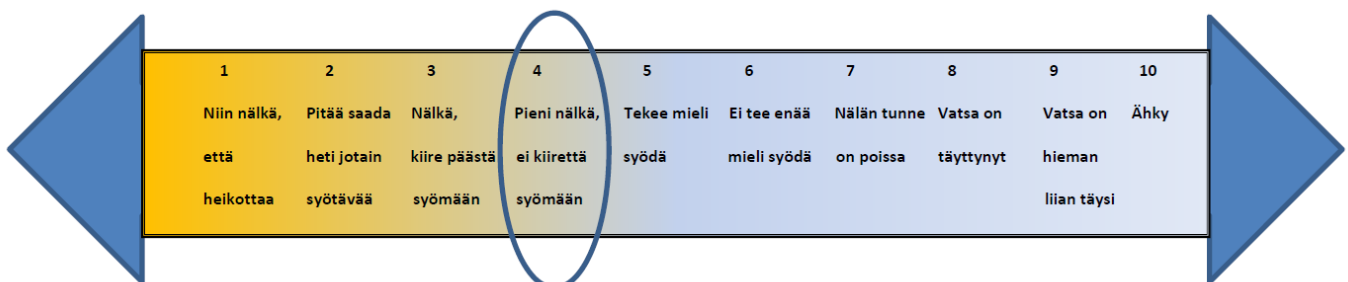 1 2 3 4 5 6 7 8 9 10
Niin nälkä, Pitää saada Nälkä, Pieni nälkä, Tekee mieli Ei tee enää Nälän tunne Vatsa on Vatsa on Ähky
että heti jotain kiire päästä ei kiirettä syödä mieli syödä on poissa täyttynyt hieman
heikottaa syötävää syömään syömään liian täysi